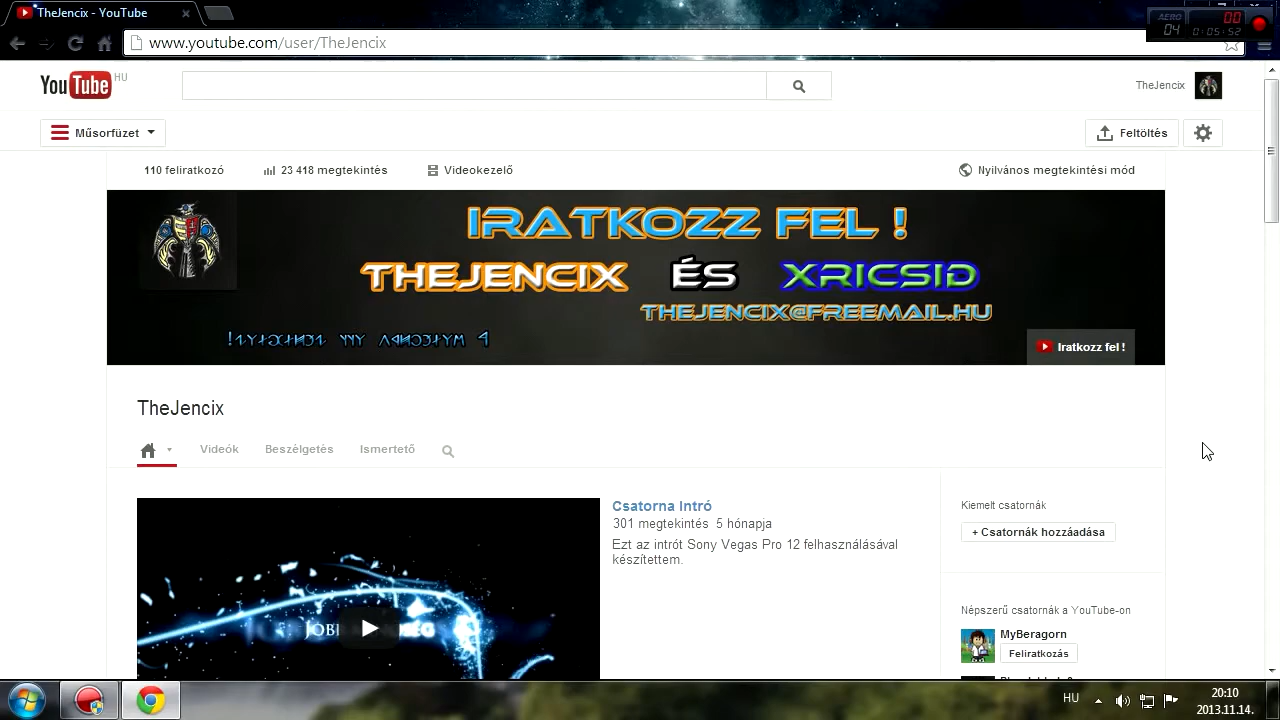 TheJencix - YouTube
AERO
04
00
0:05:52
www.youtube.com/user/TheJencix
YouTube HU
TheJencix
Műsorfüzet
Feltöltés
110 feliratkozó
23 418 megtekintés
Videokezelő
Nyilvános megtekintési mód
IRATKOZZ FEL !
THEJENCIX ÉS XRICSID
THEJENCIX@FREEMAIL.HU
Iratkozz fel !
TheJencix
Videók
Beszélgetés
Ismertető
Csatorna Intró
301 megtekintés 5 hónapja
Ezt az intrót Sony Vegas Pro 12 felhasználásával
készítettem.
Kiemelt csatornák
+ Csatornák hozzáadása
Népszerű csatornák a YouTube-on
MyBeragorn
Feliratkozás
HU
20:10
2013.11.14.